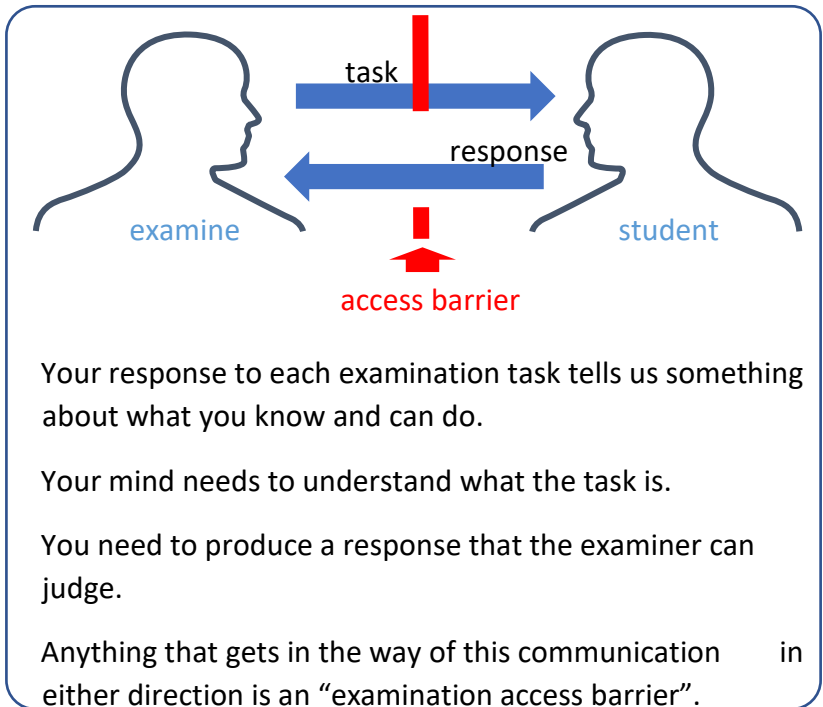 task
response
examine
student
access barrier
Your response to each examination task tells us something
about what you know and can do.
Your mind needs to understand what the task is.
You need to produce a response that the examiner can
judge.
Anything that gets in the way of this communication in
either direction is an “examination access barrier”.